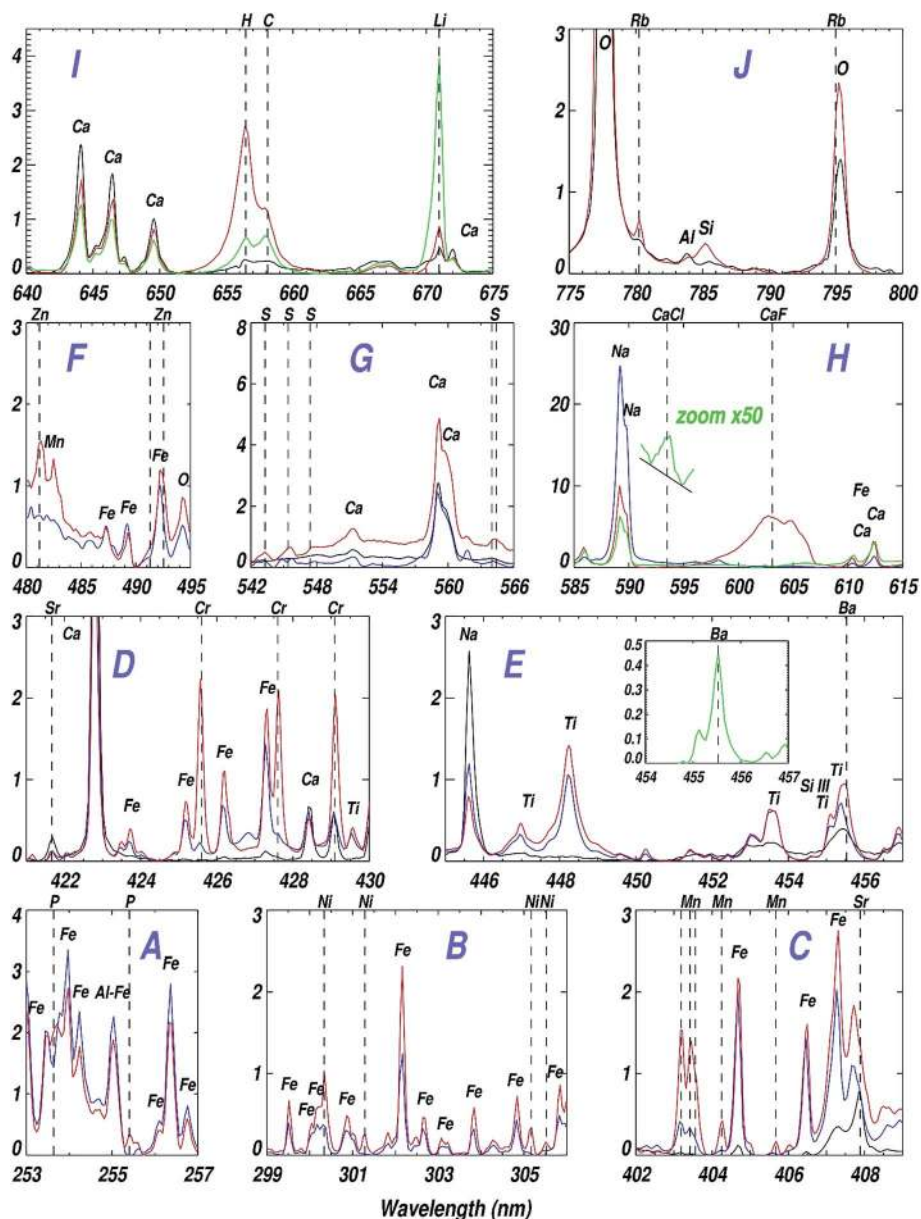 H C Li
I
4
3
2
1
0
Ca Ca Ca Ca
640 645 650 655 660 665 670 675
Rb Rb
J
3
2
1
0
O Al Si O
775 780 785 790 795 800
Zn Zn
F
3
2
1
0
Mn Fe Fe Fe O
480 485 490 495
S S S S
G
8
6
4
2
0
Ca Ca Ca
542 548 554 560 566
CaCl CaF
H
30
20
10
0
Na
Na
zoom x50
Fe
Ca
Ca
585 590 595 600 605 610 615
Sr Cr Cr Cr
D
3
2
1
0
Ca Fe Fe Fe Fe Ca Ti
422 424 426 428 430
Ba
E
3
2
1
0
Na Ti Ti Ti Si III Ti Ti
Ba
0.5
0.4
0.3
0.2
0.1
0.0
454 455 456 457
446 448 450 452 454 456
P P
A
4
3
2
1
0
Fe Fe Fe Al-Fe Fe Fe Fe
253 255 257
Ni Ni Ni Ni
B
3
2
1
0
Fe Fe Fe Fe Fe Fe Fe Fe Fe Fe
299 301 303 305
Mn Mn Mn Sr
C
3
2
1
0
Fe Fe Fe
402 404 406 408
Wavelength (nm)